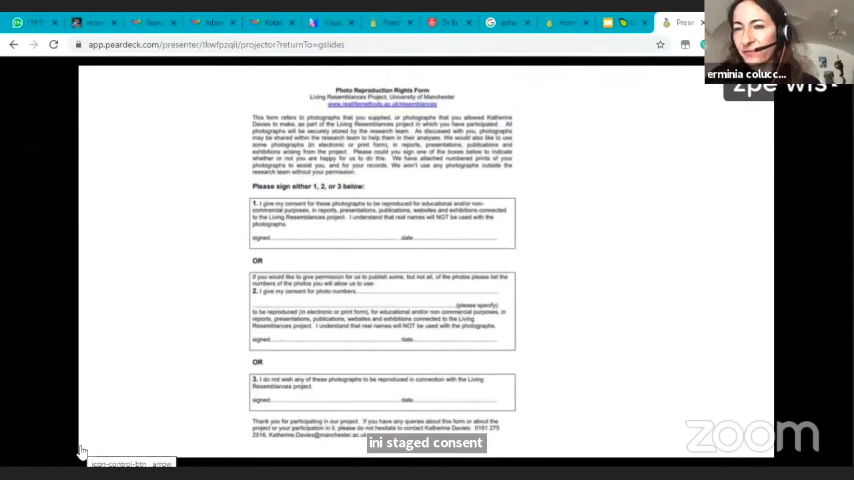 Inbox
Home
Prese
app.peardeck.com/presenter/tkwfpzqil/projector?returnTo=gslides
erminia colucc...
Photo Reproduction Rights Form
Living Resemblances Project, University of Manchester
www.reallifemethods.ac.uk/resemblances
This form refers to photographs that you supplied, or photographs that you allowed Katherine
Davies to make, as part of the Living Resemblances Project in which you have participated. All
photographs will be securely stored by the research team. As discussed with you, photographs
may be shared within the research team to help them in their analyses. We would also like to use
some photographs (in electronic or print form), in reports, presentations, publications and
exhibitions arising from the project. Please could you sign one of the boxes below to indicate
whether or not you are happy for us to do this. We have attached numbered prints of your
photographs to assist you, and for your records. We won't use any photographs outside the
research team without your permission.
Please sign either 1, 2, or 3 below:
1. I give my consent for these photographs to be reproduced for educational and/or non-
commercial purposes, in reports, presentations, publications, websites and exhibitions connected
to the Living Resemblances Project. I understand that real names will NOT be used with the
photographs.
signed........................................ date..........................
OR
If you would like to give permission for us to publish some, but not all, of the photos please list the
numbers of the photos you will allow us to use:
2. I give my consent for photo numbers............................................
............................................................(please specify)
to be reproduced (in electronic or print form), for educational and/or non commercial purposes, in
reports, presentations, publications, websites and exhibitions connected to the Living
Resemblances project. I understand that real names will NOT be used with the photographs.
signed........................................ date..........................
OR
3. I do not wish any of these photographs to be reproduced in connection with the Living
Resemblances project.
signed........................................ date..........................
Thank you for participating in our project. If you have any queries about this form or about the
project or your participation in it, please do not hesitate to contact Katherine Davies: 0161 275
2516, Katherine.Davies@manchester.ac.uk
ini staged consent
zoom
icon-control-btn arrow